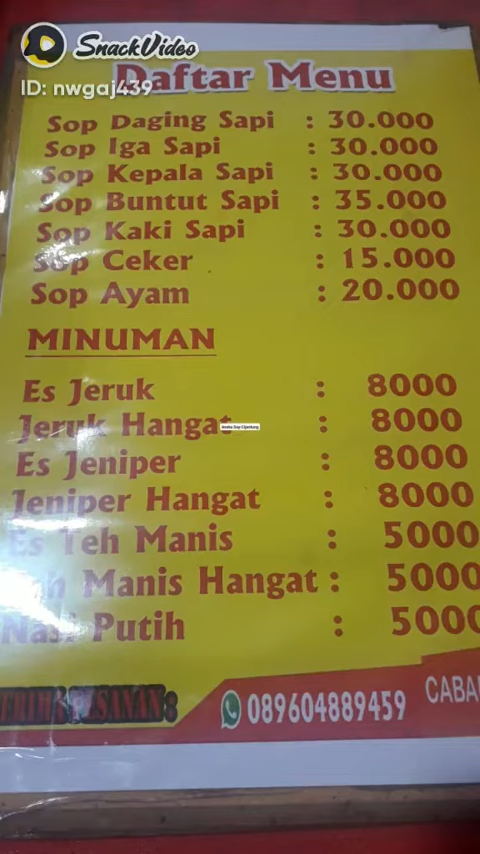 SnackVideo
ID: nwgaj439
Daftar Menu
Sop Daging Sapi : 30.000
Sop Iga Sapi : 30.000
Sop Kepala Sapi : 30.000
Sop Buntut Sapi : 35.000
Sop Kaki Sapi : 30.000
Sop Ceker : 15.000
Sop Ayam : 20.000
MINUMAN
Es Jeruk : 8000
Jeruk Hangat : 8000
Es Jeniper : 8000
Jeniper Hangat : 8000
Es Teh Manis : 5000
Manis Hangat : 5000
Nasi Putih : 5000
PESANAN :
089604889459